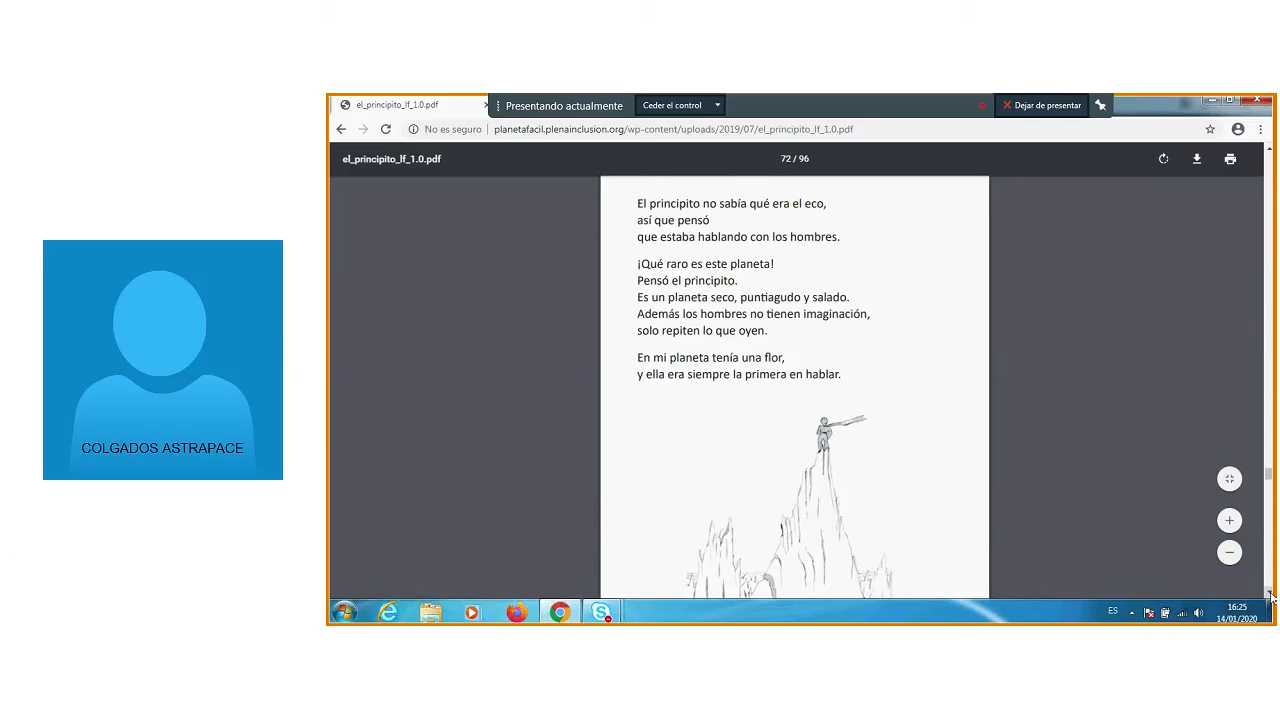 el_principito_lf_1.0.pdf
Presentando actualmente
Ceder el control
Dejar de presentar
No es seguro
planetafacil.plenainclusion.org/wp-content/uploads/2019/07/el_principito_lf_1.0.pdf
el_principito_lf_1.0.pdf
72 / 96
El principito no sabía qué era el eco,
así que pensó
que estaba hablando con los hombres.
¡Qué raro es este planeta!
Pensó el principito.
Es un planeta seco, puntiagudo y salado.
Además los hombres no tienen imaginación,
solo repiten lo que oyen.
En mi planeta tenía una flor,
y ella era siempre la primera en hablar.
COLGADOS ASTRAPACE
ES
16:25
14/01/2020